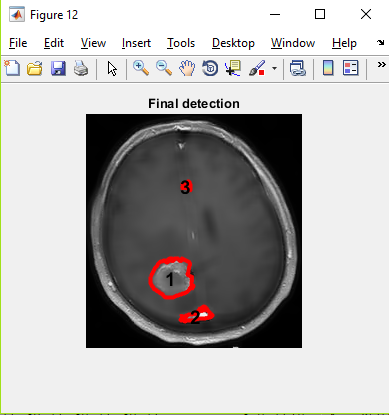 Figure 12
File Edit View Insert Tools Desktop Window Help
Final detection
3
1
2